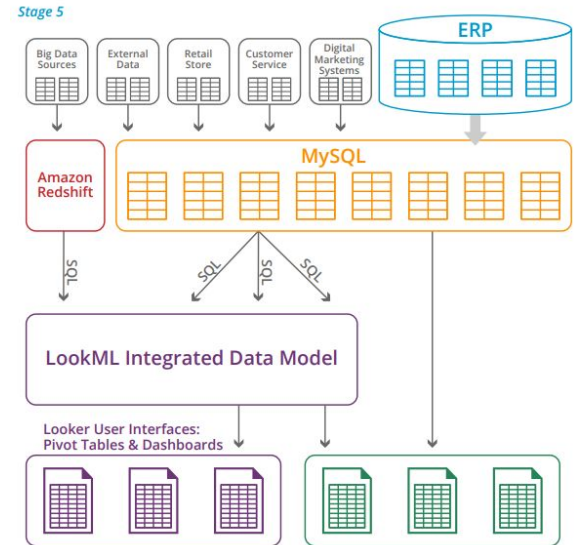 Stage 5
ERP
Big Data
Sources
External
Data
Retail
Store
Customer
Service
Digital
Marketing
Systems
Amazon
Redshift
MySQL
SQL
SQL
SQL
SQL
LookML Integrated Data Model
Looker User Interfaces:
Pivot Tables & Dashboards